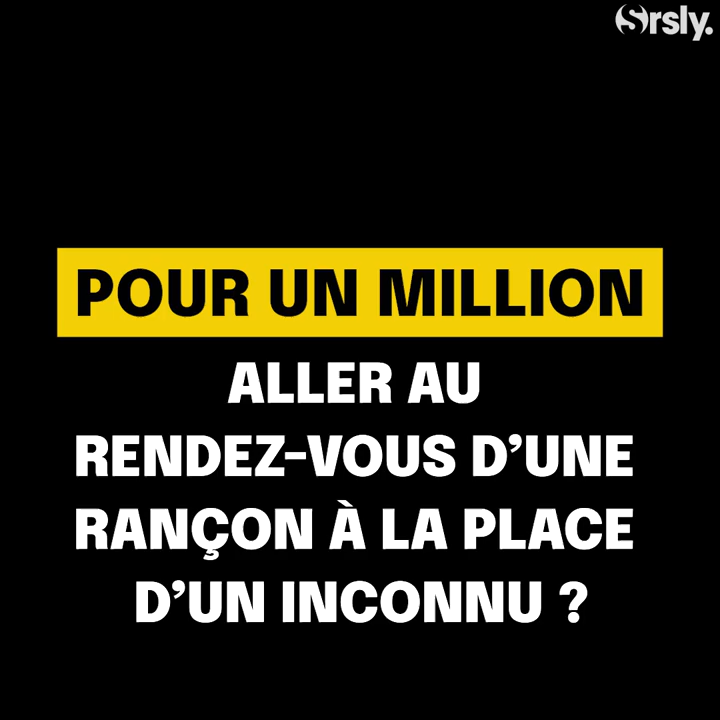 Srsly.
POUR UN MILLION
ALLER AU
RENDEZ-VOUS D’UNE
RANÇON À LA PLACE
D’UN INCONNU ?